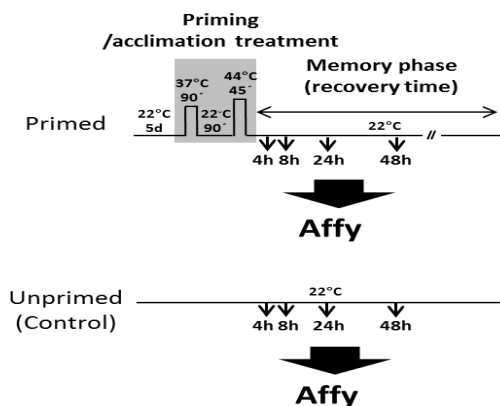 Priming
/acclimation treatment
37°C
90´
44°C
45´
Memory phase
(recovery time)
Primed
22°C
5d
22°C
90´
22°C
//
4h 8h 24h 48h
Affy
Unprimed
(Control)
22°C
4h 8h 24h 48h
Affy